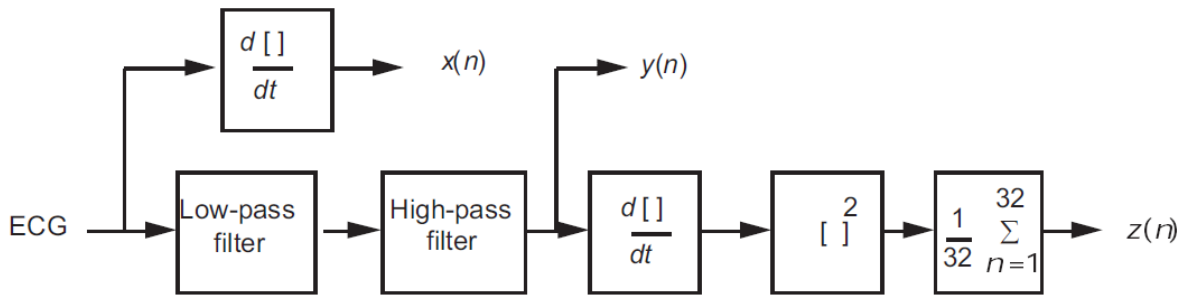 d [ ]
dt
x(n)
y(n)
ECG
Low-pass
filter
High-pass
filter
d [ ]
dt
[ ] 2
1
32
32
Σ
n=1
z(n)